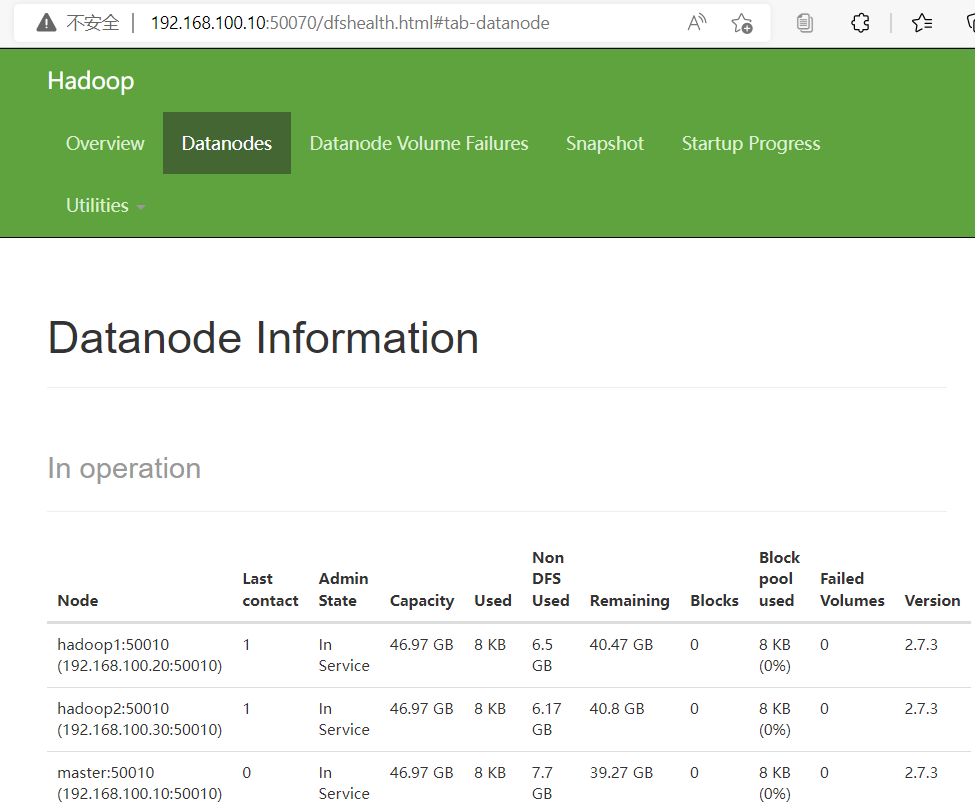 不安全 | 192.168.100.10:50070/dfshealth.html#tab-datanode
Hadoop
Overview Datanodes Datanode Volume Failures Snapshot Startup Progress
Utilities
Datanode Information
In operation
Node Last contact Admin State Capacity Used Non DFS Used Remaining Blocks Block pool used Failed Volumes Version
hadoop1:50010 (192.168.100.20:50010) 1 In Service 46.97 GB 8 KB 6.5 GB 40.47 GB 0 8 KB (0%) 0 2.7.3
hadoop2:50010 (192.168.100.30:50010) 1 In Service 46.97 GB 8 KB 6.17 GB 40.8 GB 0 8 KB (0%) 0 2.7.3
master:50010 (192.168.100.10:50010) 0 In Service 46.97 GB 8 KB 7.7 GB 39.27 GB 0 8 KB (0%) 0 2.7.3